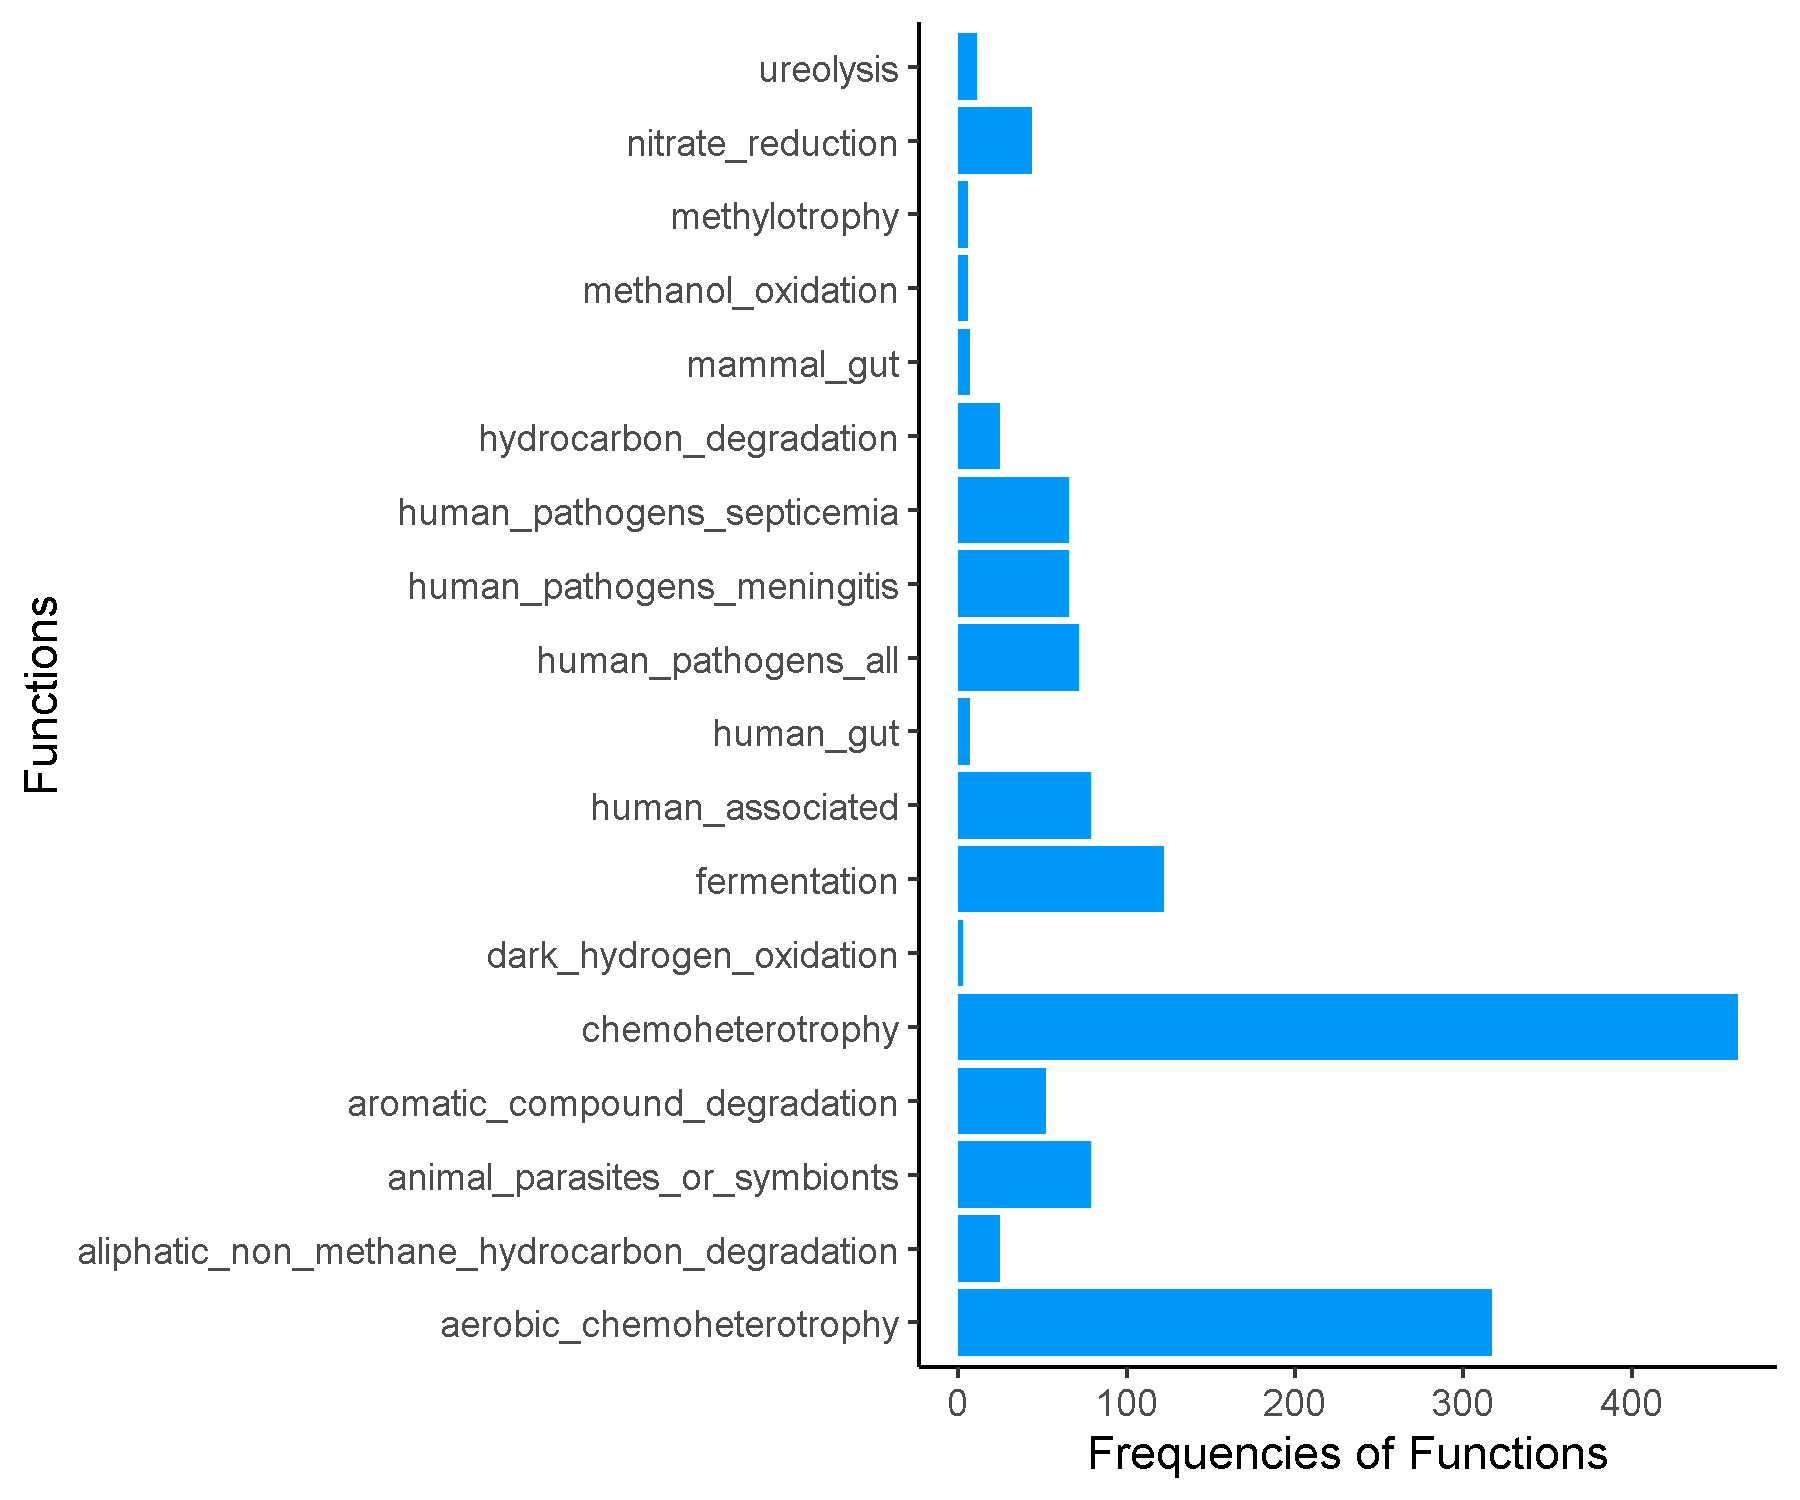 ureolysis
nitrate_reduction
methylotrophy
methanol_oxidation
mammal_gut
hydrocarbon_degradation
human_pathogens_septicemia
human_pathogens_meningitis
human_pathogens_all
human_gut
human_associated
fermentation
dark_hydrogen_oxidation
chemoheterotrophy
aromatic_compound_degradation
animal_parasites_or_symbionts
aliphatic_non_methane_hydrocarbon_degradation
aerobic_chemoheterotrophy
Functions
0 100 200 300 400
Frequencies of Functions